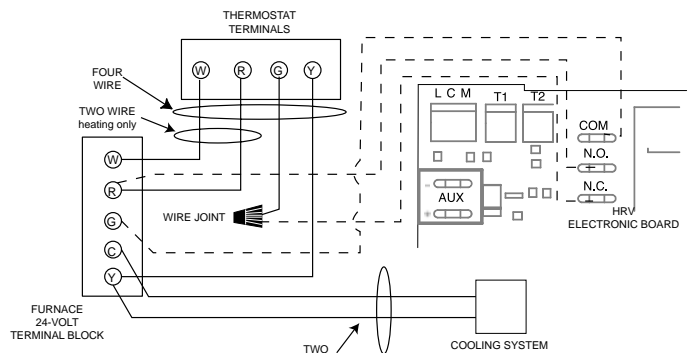 THERMOSTAT
TERMINALS
W R G Y
FOUR
WIRE
TWO WIRE
heating only
W
R
G
C
Y
WIRE JOINT
FURNACE
24-VOLT
TERMINAL BLOCK
TWO
COOLING SYSTEM
L C M T1 T2
COM
N.O.
N.C.
AUX
HRV
ELECTRONIC BOARD